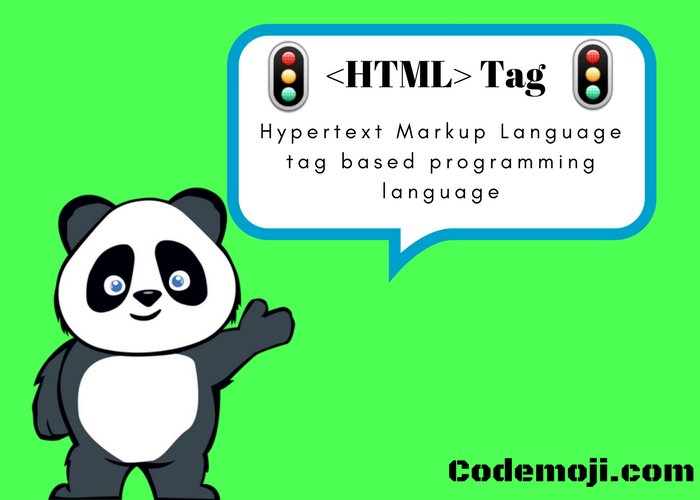 <HTML> Tag
Hypertext Markup Language
tag based programming
language
Codemoji.com